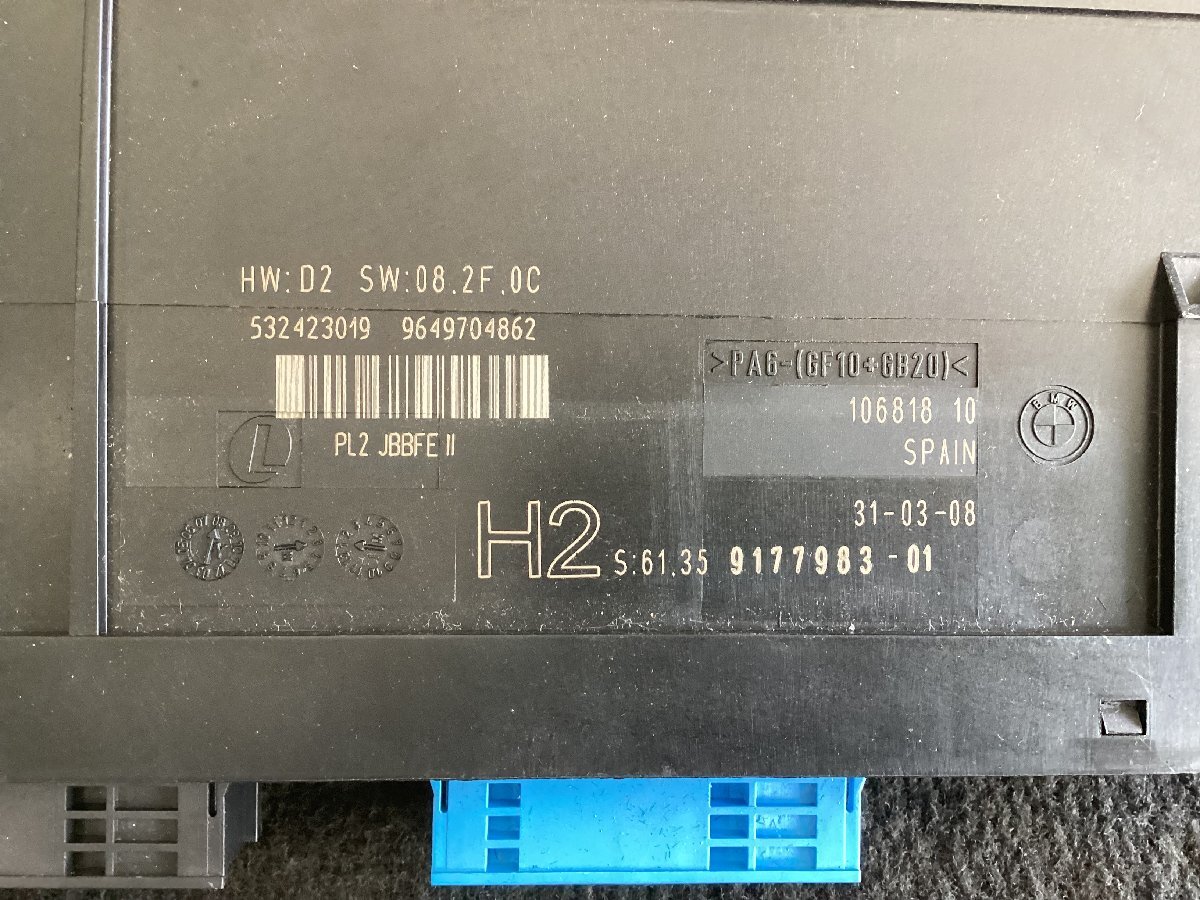 HW:D2 SW:08.2F.0C
532423019 9649704862
>PA6-(GF10+GB20)<
106818 10
BMW
SPAIN
L
PL2 JBBFE II
31-03-08
H2 S:61.35 9177983-01